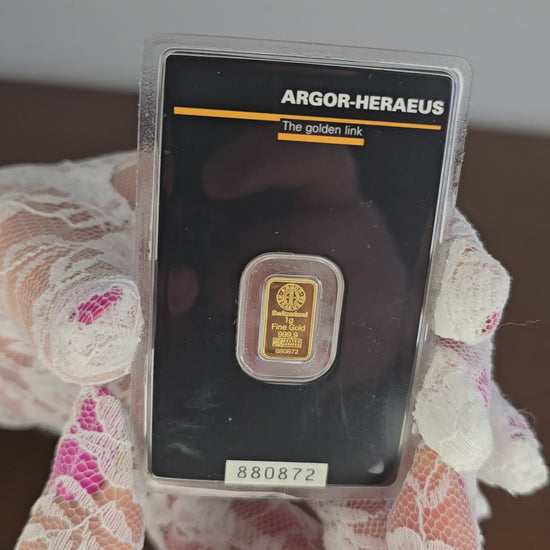 ARGOR-HERAEUS
The golden link
Switzerland
1g
Fine Gold
999,9
880872
880872